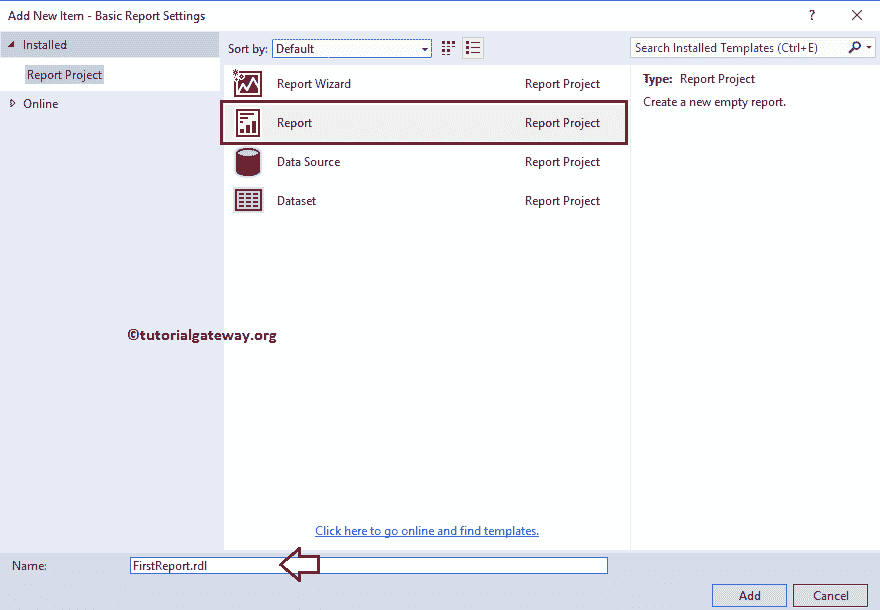 Add New Item - Basic Report Settings
?
Installed
Report Project
Online
Sort by: Default
Search Installed Templates (Ctrl+E)
Report Wizard Report Project
Report Report Project
Data Source Report Project
Dataset Report Project
Type: Report Project
Create a new empty report.
©tutorialgateway.org
Click here to go online and find templates.
Name: FirstReport.rdl
Add Cancel